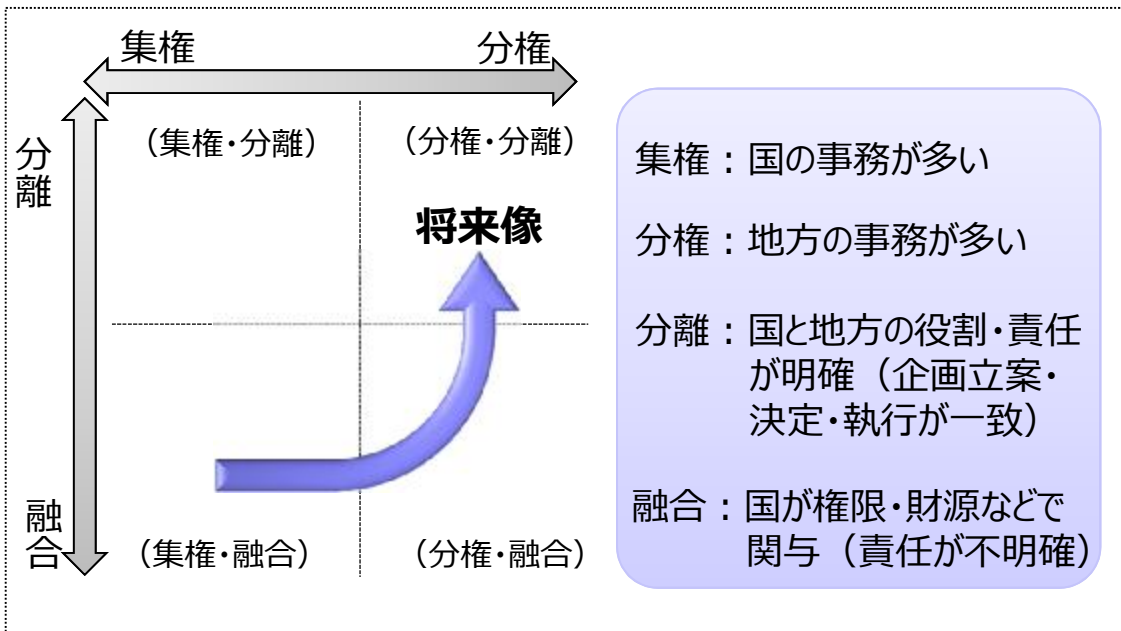 集権
分権
分離
(集権・分離)
(分権・分離)
将来像
融合
(集権・融合)
(分権・融合)
集権：国の事務が多い
分権：地方の事務が多い
分離：国と地方の役割・責任
が明確（企画立案・
決定・執行が一致）
融合：国が権限・財源などで
関与（責任が不明確）